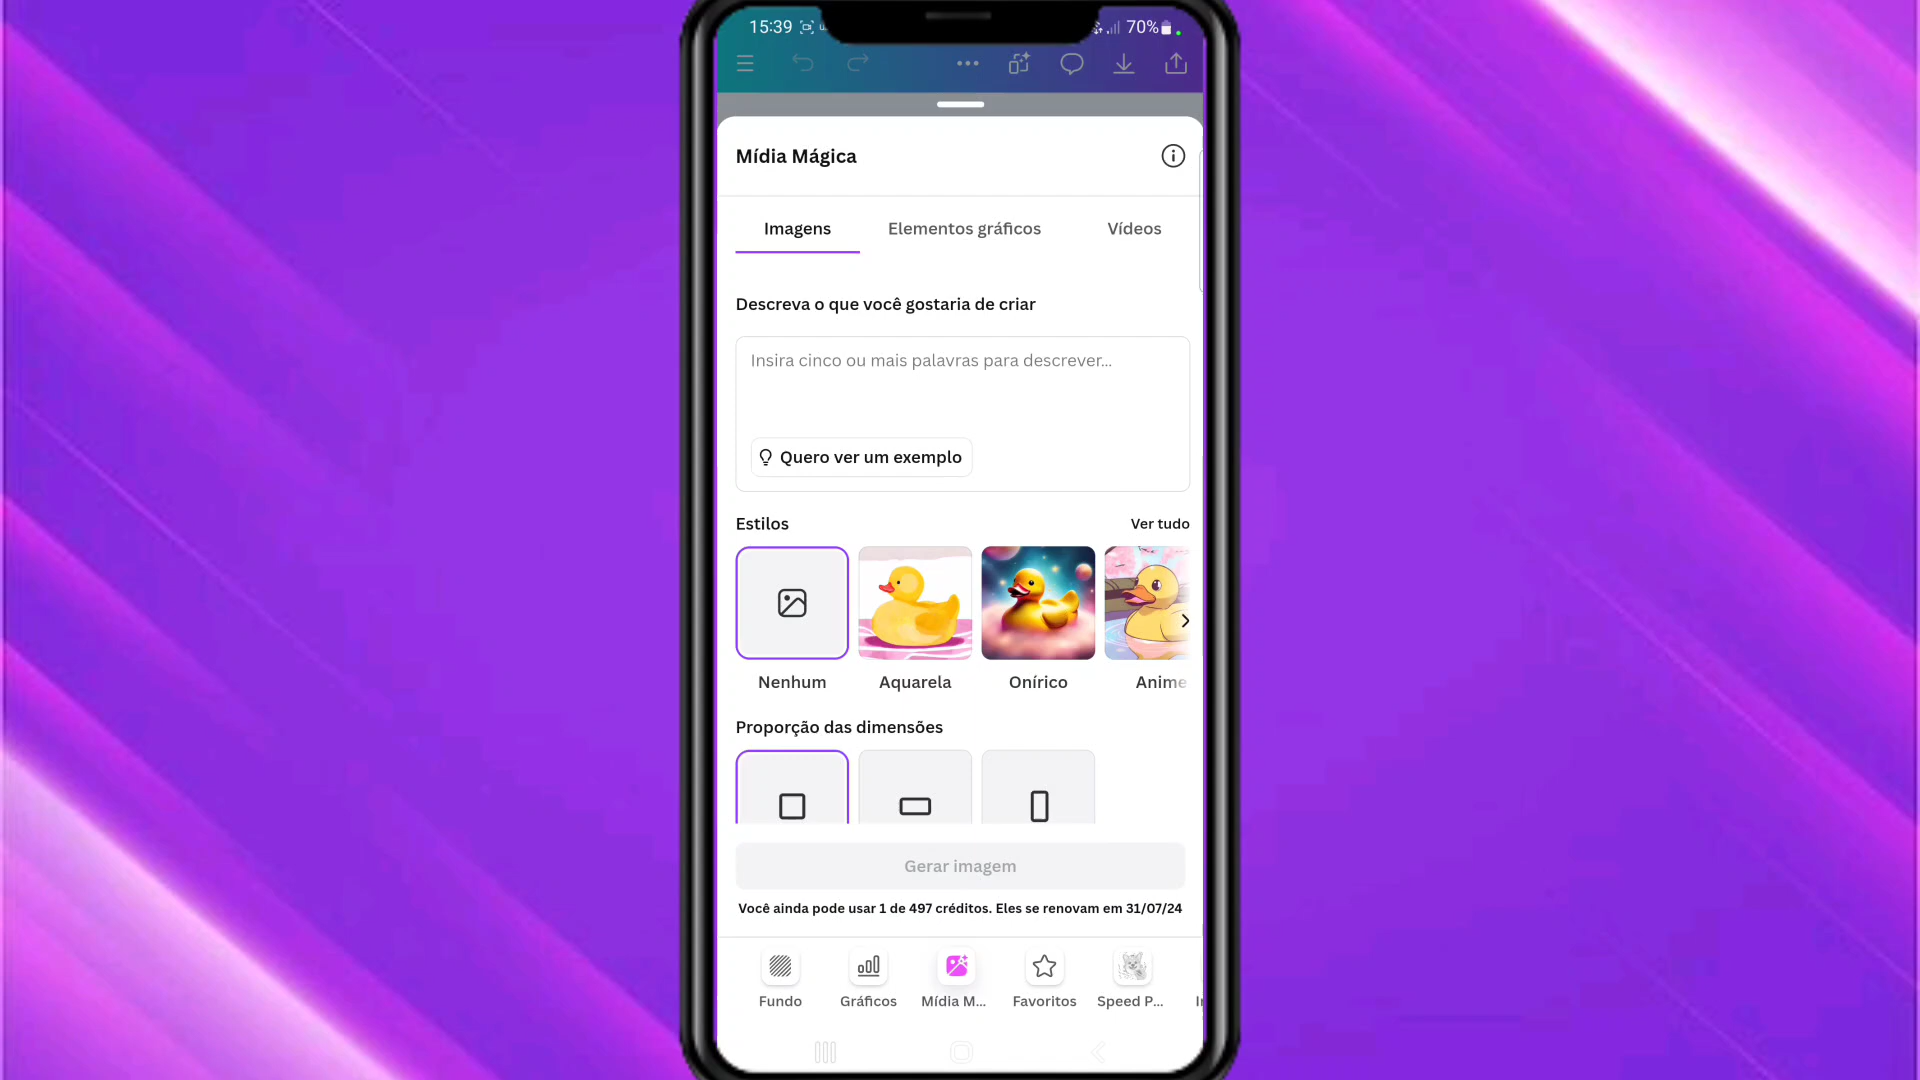 15:39
70%
Mídia Mágica
Imagens Elementos gráficos Vídeos
Descreva o que você gostaria de criar
Insira cinco ou mais palavras para descrever...
Quero ver um exemplo
Estilos Ver tudo
Nenhum Aquarela Onírico Anime
Proporção das dimensões
Gerar imagem
Você ainda pode usar 1 de 497 créditos. Eles se renovam em 31/07/24
Fundo Gráficos Mídia M... Favoritos Speed P...